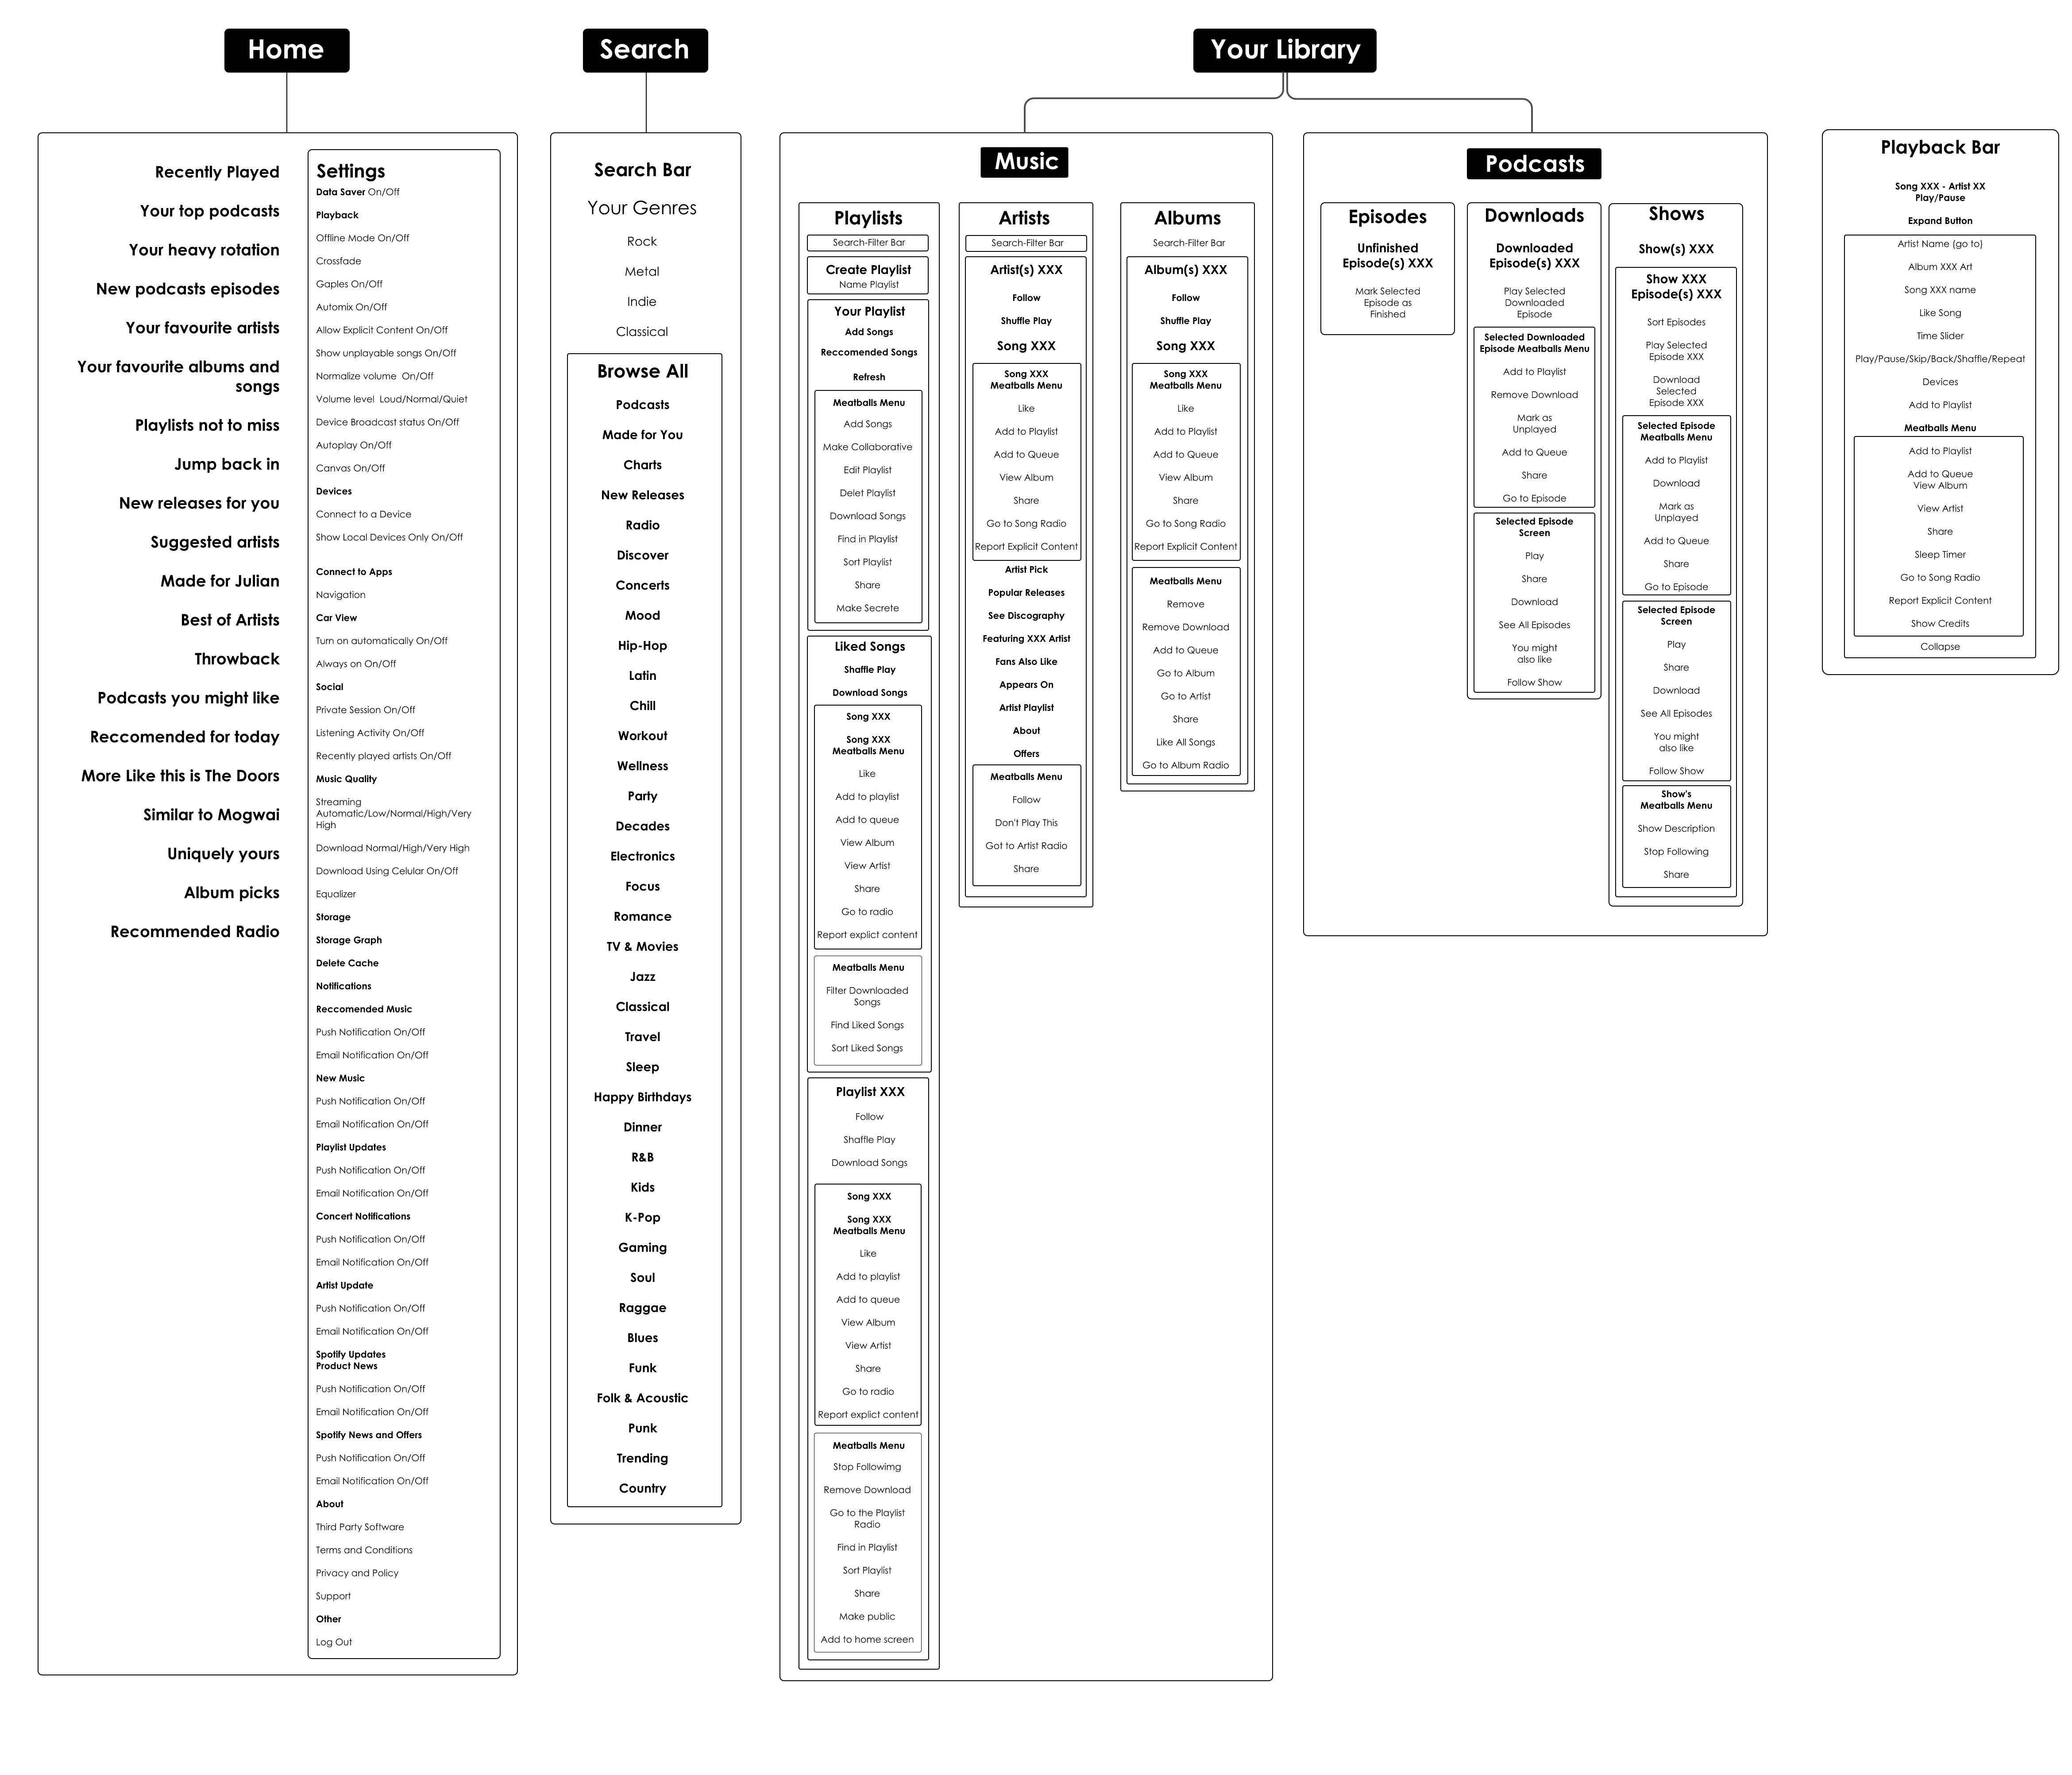 Home
Recently Played
Your top podcasts
Your heavy rotation
New podcasts episodes
Your favourite artists
Your favourite albums and
songs
Playlists not to miss
Jump back in
New releases for you
Suggested artists
Made for Julian
Best of Artists
Throwback
Podcasts you might like
Reccomended for today
More Like this is The Doors
Similar to Mogwai
Uniquely yours
Album picks
Recommended Radio
Settings
Data Saver On/Off
Playback
Offline Mode On/Off
Crossfade
Gaples On/Off
Automix On/Off
Allow Explicit Content On/Off
Show unplayable songs On/Off
Normalize volume On/Off
Volume level Loud/Normal/Quiet
Device Broadcast status On/Off
Autoplay On/Off
Canvas On/Off
Devices
Connect to a Device
Show Local Devices Only On/Off
Connect to Apps
Navigation
Car View
Turn on automatically On/Off
Always on On/Off
Social
Private Session On/Off
Listening Activity On/Off
Recently played artists On/Off
Music Quality
Streaming
Automatic/Low/Normal/High/Very
High
Download Normal/High/Very High
Download Using Celular On/Off
Equalizer
Storage
Storage Graph
Delete Cache
Notifications
Reccomended Music
Push Notification On/Off
Email Notification On/Off
New Music
Push Notification On/Off
Email Notification On/Off
Playlist Updates
Push Notification On/Off
Email Notification On/Off
Concert Notifications
Push Notification On/Off
Email Notification On/Off
Artist Update
Push Notification On/Off
Email Notification On/Off
Spotify Updates
Product News
Push Notification On/Off
Email Notification On/Off
Spotify News and Offers
Push Notification On/Off
Email Notification On/Off
About
Third Party Software
Terms and Conditions
Privacy and Policy
Support
Other
Log Out
Search
Search Bar
Your Genres
Rock
Metal
Indie
Classical
Browse All
Podcasts
Made for You
Charts
New Releases
Radio
Discover
Concerts
Mood
Hip-Hop
Latin
Chill
Workout
Wellness
Party
Decades
Electronics
Focus
Romance
TV & Movies
Jazz
Classical
Travel
Sleep
Happy Birthdays
Dinner
R&B
Kids
K-Pop
Gaming
Soul
Raggae
Blues
Funk
Folk & Acoustic
Punk
Trending
Country
Your Library
Music
Playlists
Search-Filter Bar
Create Playlist
Name Playlist
Your Playlist
Add Songs
Reccomended Songs
Refresh
Meatballs Menu
Add Songs
Make Collaborative
Edit Playlist
Delet Playlist
Download Songs
Find in Playlist
Sort Playlist
Share
Make Secrete
Liked Songs
Shaffle Play
Download Songs
Song XXX
Song XXX
Meatballs Menu
Like
Add to playlist
Add to queue
View Album
View Artist
Share
Go to radio
Report explict content
Meatballs Menu
Filter Downloaded
Songs
Find Liked Songs
Sort Liked Songs
Playlist XXX
Follow
Shaffle Play
Download Songs
Song XXX
Song XXX
Meatballs Menu
Like
Add to playlist
Add to queue
View Album
View Artist
Share
Go to radio
Report explict content
Meatballs Menu
Stop Followimg
Remove Download
Go to the Playlist
Radio
Find in Playlist
Sort Playlist
Share
Make public
Add to home screen
Artists
Search-Filter Bar
Artist(s) XXX
Follow
Shuffle Play
Song XXX
Song XXX
Meatballs Menu
Like
Add to Playlist
Add to Queue
View Album
Share
Go to Song Radio
Report Explicit Content
Artist Pick
Popular Releases
See Discography
Featuring XXX Artist
Fans Also Like
Appears On
Artist Playlist
About
Offers
Meatballs Menu
Follow
Don't Play This
Got to Artist Radio
Share
Albums
Search-Filter Bar
Album(s) XXX
Follow
Shuffle Play
Song XXX
Song XXX
Meatballs Menu
Like
Add to Playlist
Add to Queue
View Album
Share
Go to Song Radio
Report Explicit Content
Meatballs Menu
Remove
Remove Download
Add to Queue
Go to Album
Go to Artist
Share
Like All Songs
Go to Album Radio
Podcasts
Episodes
Unfinished
Episode(s) XXX
Mark Selected
Episode as
Finished
Downloads
Downloaded
Episode(s) XXX
Play Selected
Downloaded
Episode
Selected Downloaded
Episode Meatballs Menu
Add to Playlist
Remove Download
Mark as
Unplayed
Add to Queue
Share
Go to Episode
Selected Episode
Screen
Play
Share
Download
See All Episodes
You might
also like
Follow Show
Shows
Show(s) XXX
Show XXX
Episode(s) XXX
Sort Episodes
Play Selected
Episode XXX
Download
Selected
Episode XXX
Selected Episode
Meatballs Menu
Add to Playlist
Download
Mark as
Unplayed
Add to Queue
Share
Go to Episode
Selected Episode
Screen
Play
Share
Download
See All Episodes
You might
also like
Follow Show
Show's
Meatballs Menu
Show Description
Stop Following
Share
Playback Bar
Song XXX - Artist XX
Play/Pause
Expand Button
Artist Name (go to)
Album XXX Art
Song XXX name
Like Song
Time Slider
Play/Pause/Skip/Back/Shaffle/Repeat
Devices
Add to Playlist
Meatballs Menu
Add to Playlist
Add to Queue
View Album
View Artist
Share
Sleep Timer
Go to Song Radio
Report Explicit Content
Show Credits
Collapse